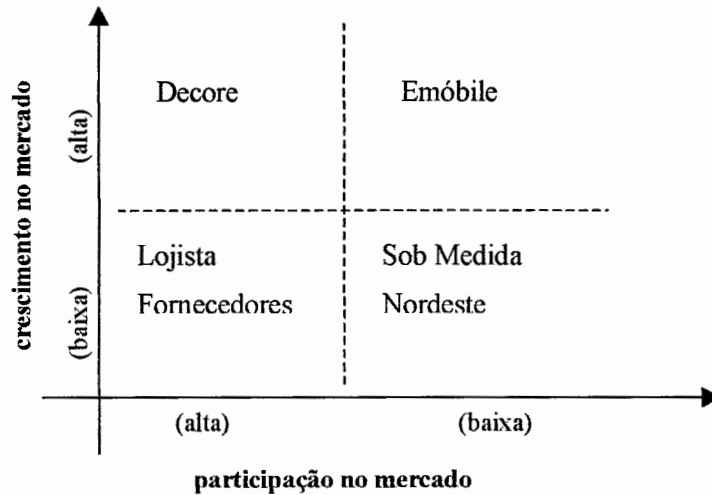 crescimento no mercado
(alta)
(baixa)
Decore
Emóbile
Lojista
Fornecedores
Sob Medida
Nordeste
(alta)
(baixa)
participação no mercado